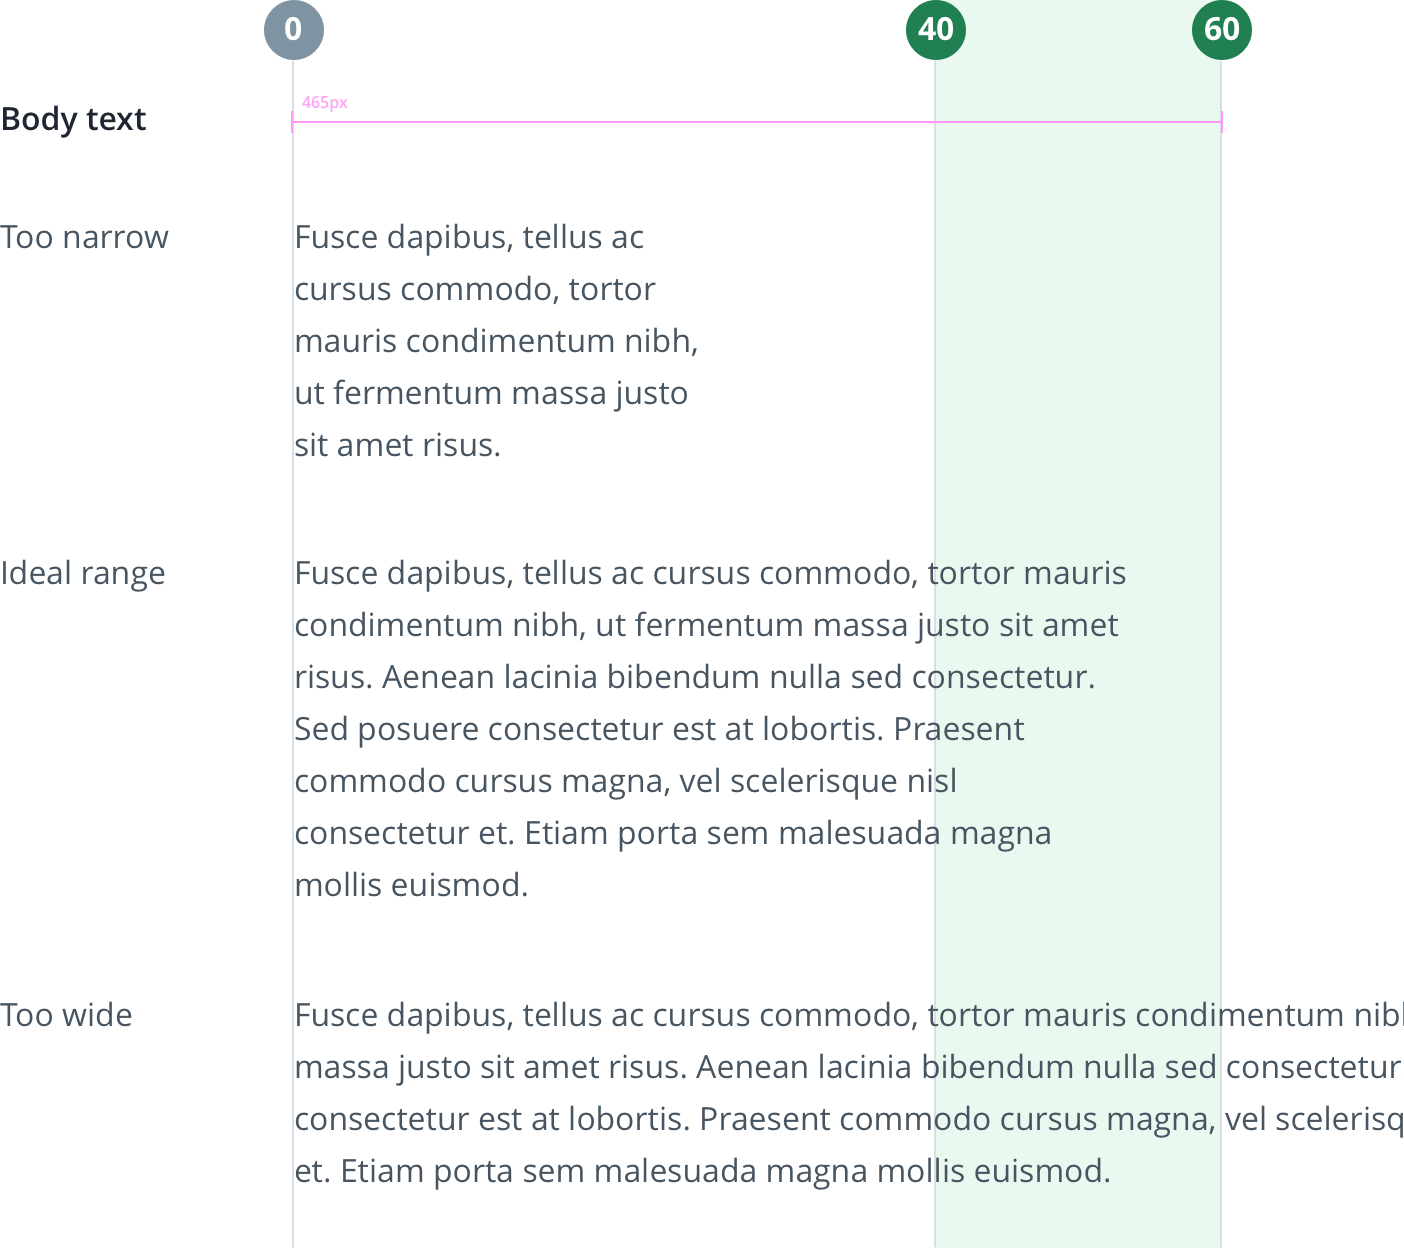 0 40 60
465px
Body text
Too narrow
Fusce dapibus, tellus ac
cursus commodo, tortor
mauris condimentum nibh,
ut fermentum massa justo
sit amet risus.
Ideal range
Fusce dapibus, tellus ac cursus commodo, tortor mauris
condimentum nibh, ut fermentum massa justo sit amet
risus. Aenean lacinia bibendum nulla sed consectetur.
Sed posuere consectetur est at lobortis. Praesent
commodo cursus magna, vel scelerisque nisl
consectetur et. Etiam porta sem malesuada magna
mollis euismod.
Too wide
Fusce dapibus, tellus ac cursus commodo, tortor mauris condimentum
massa justo sit amet risus. Aenean lacinia bibendum nulla sed consectetur
consectetur est at lobortis. Praesent commodo cursus magna, vel
et. Etiam porta sem malesuada magna mollis euismod.